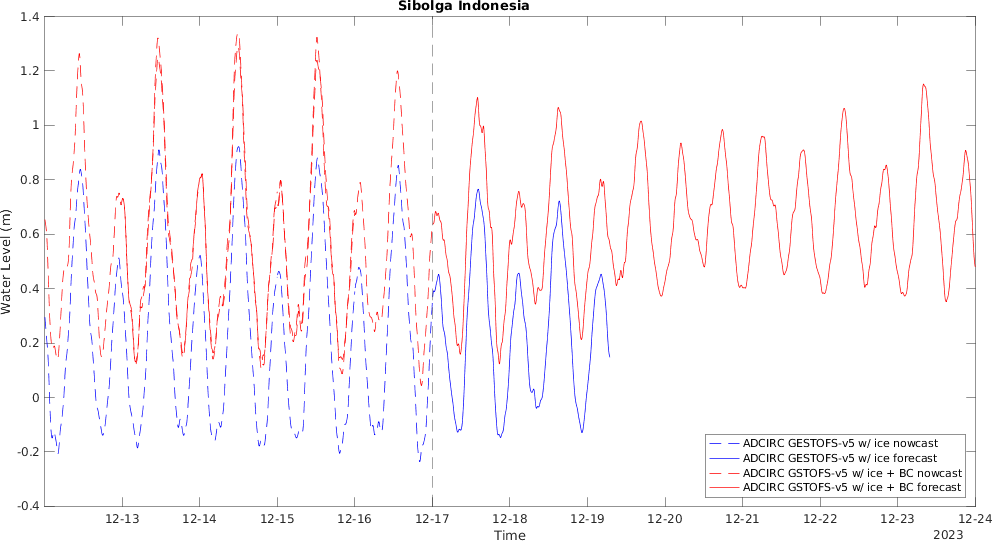 Sibolga Indonesia
1.4
1.2
1
0.8
0.6
0.4
0.2
0
-0.2
-0.4
Water Level (m)
ADCIRC GESTOFS-v5 w/ ice nowcast
ADCIRC GESTOFS-v5 w/ ice forecast
ADCIRC GSTOFS-v5 w/ ice + BC nowcast
ADCIRC GSTOFS-v5 w/ ice + BC forecast
12-13 12-14 12-15 12-16 12-17 12-18 12-19 12-20 12-21 12-22 12-23 12-24
Time
2023